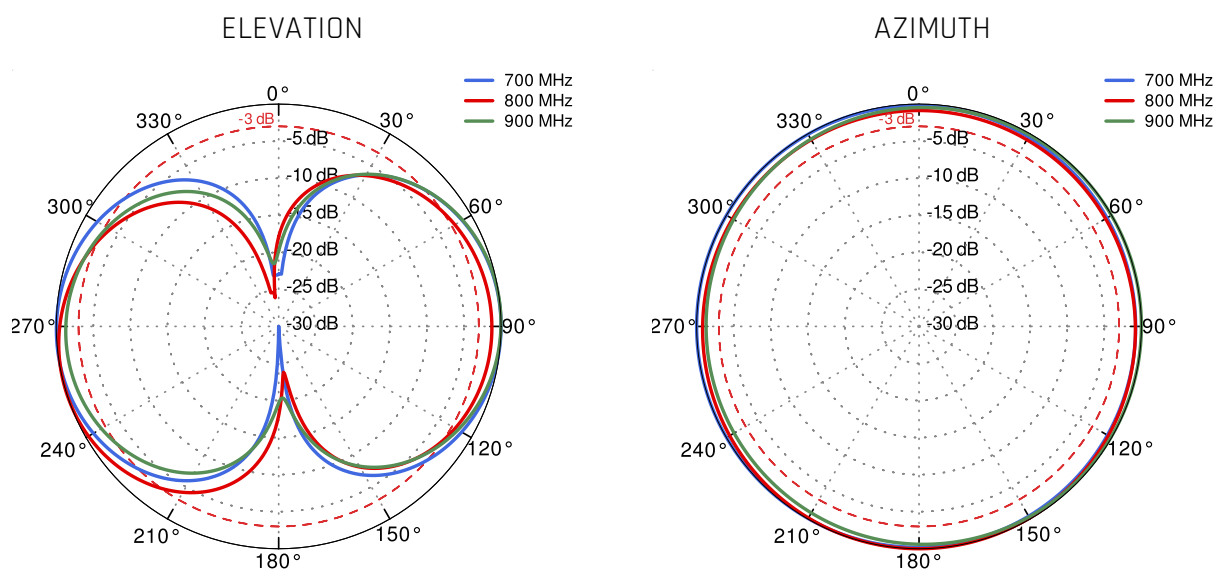 ELEVATION
700 MHz
800 MHz
900 MHz
0°
330°
-3 dB
30°
-5 dB
-10 dB
300°
-15 dB
60°
-20 dB
-25 dB
270°
-30 dB
90°
240°
120°
210°
150°
180°
AZIMUTH
700 MHz
800 MHz
900 MHz
0°
330°
-3 dB
30°
-5 dB
-10 dB
300°
-15 dB
60°
-20 dB
-25 dB
270°
-30 dB
90°
240°
120°
210°
150°
180°